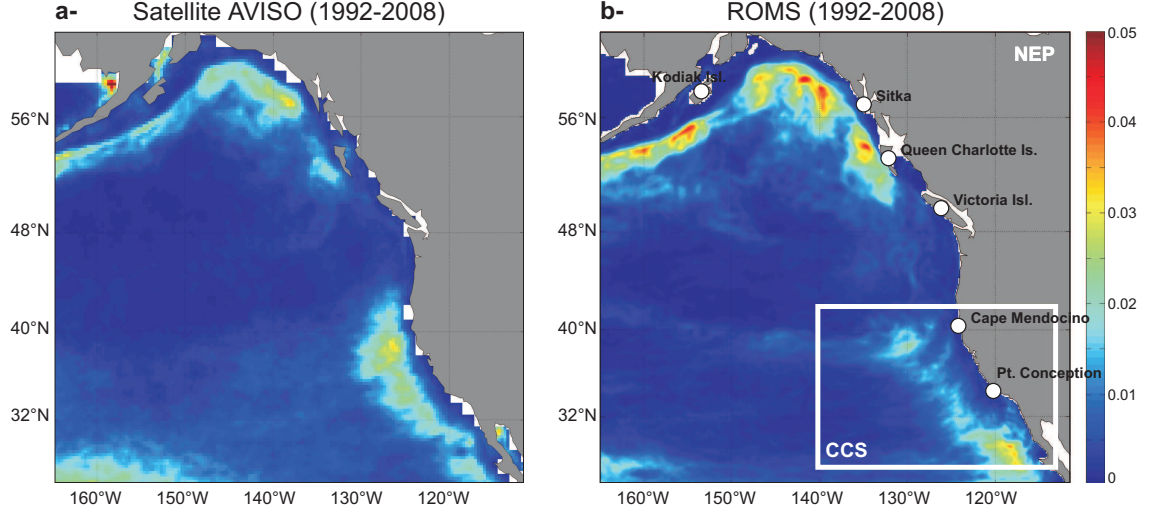 a- Satellite AVISO (1992-2008)
b- ROMS (1992-2008)
56°N
48°N
40°N
32°N
160°W 150°W 140°W 130°W 120°W
NEP
Kodiak Isl.
Sitka
Queen Charlotte Is.
Victoria Isl.
Cape Mendocino
Pt. Conception
CCS
56°N
48°N
40°N
32°N
160°W 150°W 140°W 130°W 120°W
0.05
0.04
0.03
0.02
0.01
0